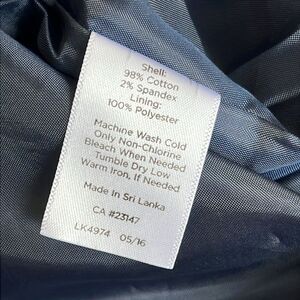 Shell:
98% Cotton
2% Spandex
Lining:
100% Polyester
Machine Wash Cold
Only Non-Chlorine
Bleach When Needed
Tumble Dry Low
Warm Iron, If Needed
Made In Sri Lanka
CA #23147
LK4974 05/16